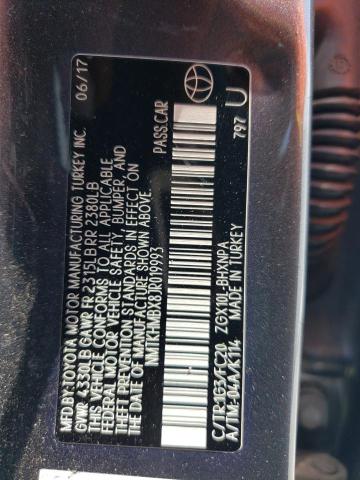 MFD BY:TOYOTA MOTOR MANUFACTURING TURKEY INC. 06/17
GVWR 4380LB GAWR FR 2315LB RR 2380LB
THIS VEHICLE CONFORMS TO ALL APPLICABLE
FEDERAL MOTOR VEHICLE SAFETY, BUMPER, AND
THEFT PREVENTION STANDARDS IN EFFECT ON
THE DATE OF MANUFACTURE SHOWN ABOVE.
NMTKHMBX8JR019993 PASS.CAR
C/TR:1G3/FC20 ZGX10L-BHXNPA 797 U
A/TM:-04A/K114 MADE IN TURKEY